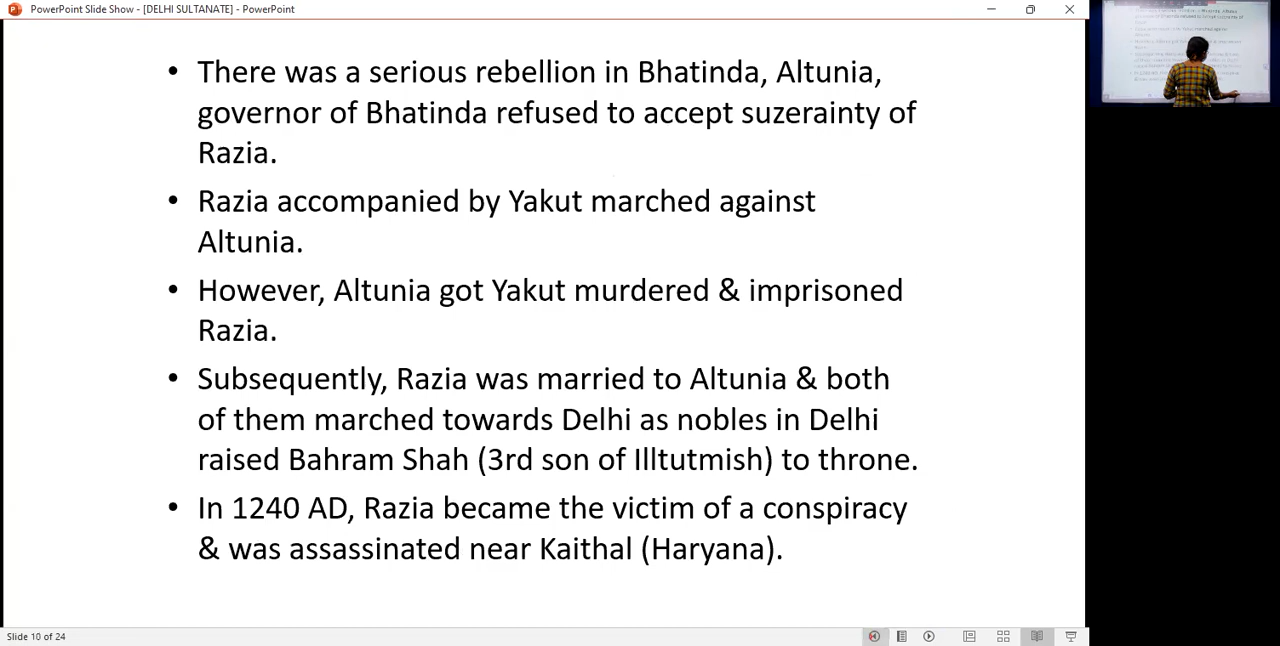 PowerPoint Slide Show - [DELHI SULTANATE] - PowerPoint
• There was a serious rebellion in Bhatinda, Altunia,
governor of Bhatinda refused to accept suzerainty of
Razia.
• Razia accompanied by Yakut marched against
Altunia.
• However, Altunia got Yakut murdered & imprisoned
Razia.
• Subsequently, Razia was married to Altunia & both
of them marched towards Delhi as nobles in Delhi
raised Bahram Shah (3rd son of Illtutmish) to throne.
• In 1240 AD, Razia became the victim of a conspiracy
& was assassinated near Kaithal (Haryana).
Slide 10 of 24